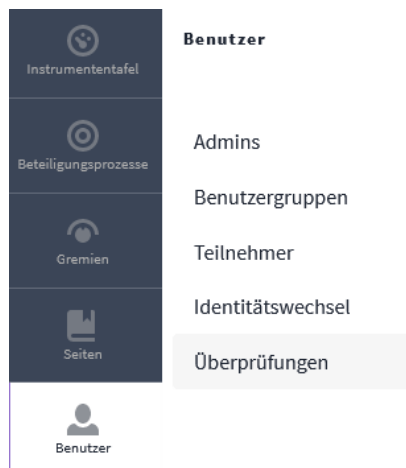 Instrumententafel
Beteiligungsprozesse
Gremien
Seiten
Benutzer
Benutzer
Admins
Benutzergruppen
Teilnehmer
Identitätswechsel
Überprüfungen